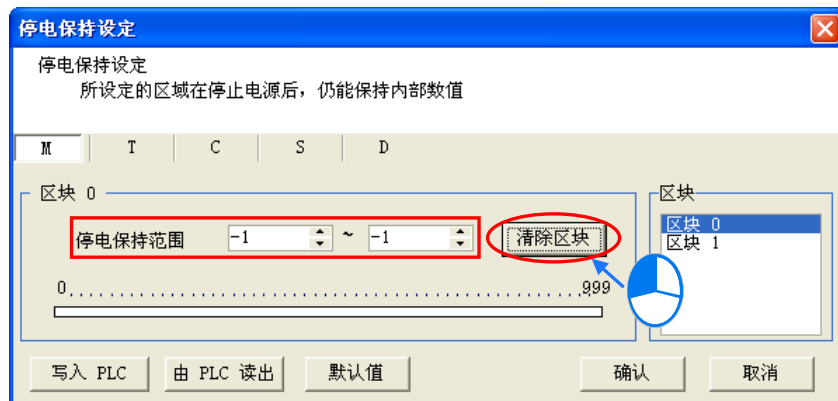 停电保持设定
停电保持设定
所设定的区域在停止电源后，仍能保持内部数值
M T C S D
区块 0
停电保持范围 -1 ~ -1 清除区块
0 999
区块
区块 0
区块 1
写入 PLC 由 PLC 读出 默认值 确认 取消